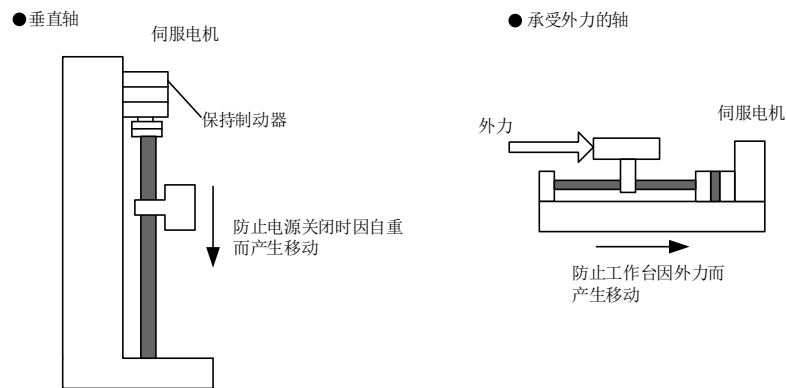 ●垂直轴
伺服电机
保持制动器
防止电源关闭时因自重
而产生移动
● 承受外力的轴
伺服电机
外力
防止工作台因外力而
产生移动